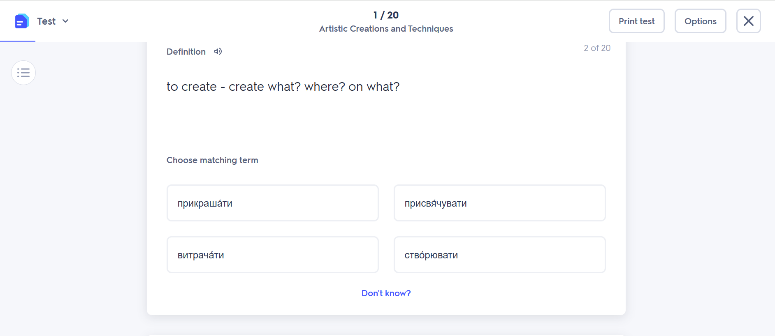 Test
1 / 20
Artistic Creations and Techniques
Print test
Options
Definition
2 of 20
to create - create what? where? on what?
Choose matching term
прикраша́ти
присвя́чувати
витрача́ти
ство́рювати
Don't know?